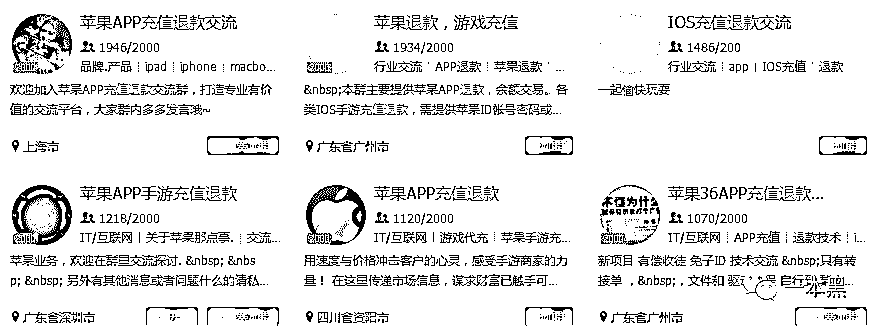 苹果APP充值退款交流
1946/2000
品牌.产品┊ipad┊iphone┊macbo...
欢迎加入苹果APP充值退款交流群，打造专业有价
值的交流平台，大家群内多多发言哦~
上海市
苹果退款，游戏充值
1934/2000
行业交流┊APP退款┊苹果退款┊...
&nbsp;本群主要提供苹果APP退款，余额交易。各
类IOS手游充值退款，需提供苹果ID账号密码或...
广东省广州市
IOS充值退款交流
1486/200
行业交流┊app┊IOS充值┊退款
一起愉快玩耍
苹果APP手游充值退款
1218/2000
IT/互联网┊关于苹果那点事.┊交流...
苹果业务，欢迎在群里交流探讨. &nbsp; &nbs
p; &nbsp; 另外有其他消息或者问题什么的请私...
广东省深圳市
苹果APP充值退款
1120/2000
IT/互联网┊游戏代充┊苹果手游充...
用速度与价格冲击客户的心灵，感受手游商家的力
量！ 在这里传递市场信息，谋求财富已触手可...
四川省资阳市
苹果36APP充值退款...
1070/2000
IT/互联网┊APP充值┊退款技术┊i...
新项目 有偿收徒 免子ID 技术交流 &nbsp;只有转
接单 ，&nbsp;，文件和
广东省广州市
一本黑